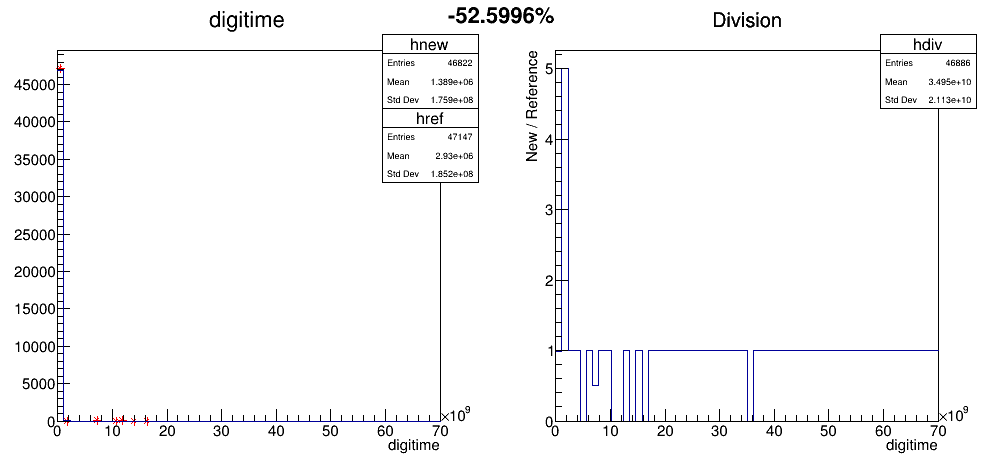 digitime
-52.5996%
Division
hnew
Entries 46822
Mean 1.389e+06
Std Dev 1.759e+08
href
Entries 47147
Mean 2.93e+06
Std Dev 1.852e+08
45000
40000
35000
30000
25000
20000
15000
10000
5000
0
0 10 20 30 40 50 60 70
×10⁹
digitime
hdiv
Entries 46886
Mean 3.495e+10
Std Dev 2.113e+10
New / Reference
5
4
3
2
1
0
0 10 20 30 40 50 60 70
×10⁹
digitime